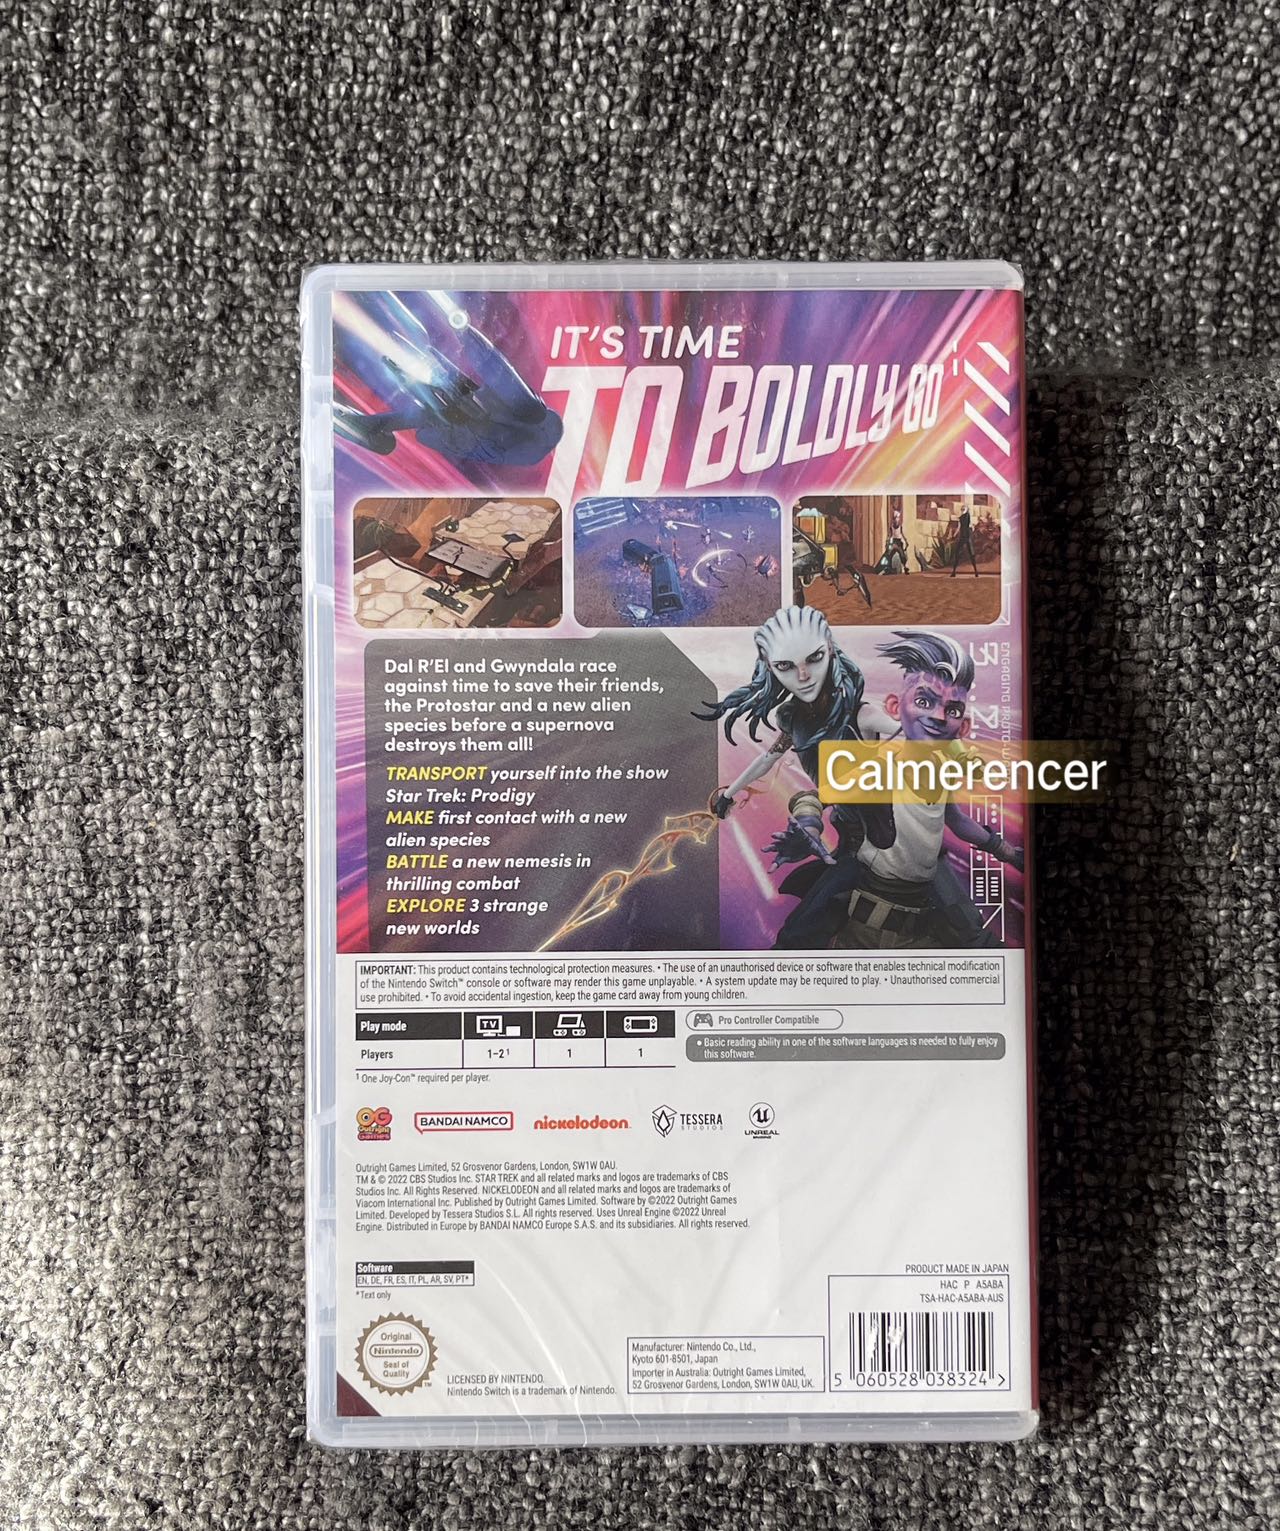 IT'S TIME
TO BOLDLY GO
Dal R'El and Gwyndala race
against time to save their friends,
the Protostar and a new alien
species before a supernova
destroys them all!
TRANSPORT yourself into the show
Star Trek: Prodigy
MAKE first contact with a new
alien species
BATTLE a new nemesis in
thrilling combat
EXPLORE 3 strange
new worlds
ENGAGING PROTO
Calmerencer
IMPORTANT: This product contains technological protection measures. • The use of an unauthorised device or software that enables technical modification
of the Nintendo Switch™ console or software may render this game unplayable. • A system update may be required to play. • Unauthorised commercial
use prohibited. • To avoid accidental ingestion, keep the game card away from young children.
Play mode TV
Players 1-2¹ 1 1
Pro Controller Compatible
• Basic reading ability in one of the software languages is needed to fully enjoy
this software.
¹ One Joy-Con™ required per player.
OG Outright Games BANDAI NAMCO nickelodeon TESSERA STUDIOS UNREAL ENGINE
Outright Games Limited, 52 Grosvenor Gardens, London, SW1W 0AU.
TM & © 2022 CBS Studios Inc. STAR TREK and all related marks and logos are trademarks of CBS
Studios Inc. All Rights Reserved. NICKELODEON and all related marks and logos are trademarks of
Viacom International Inc. Published by Outright Games Limited. Software by ©2022 Outright Games
Limited. Developed by Tessera Studios S.L. All rights reserved. Uses Unreal Engine ©2022 Unreal
Engine. Distributed in Europe by BANDAI NAMCO Europe S.A.S. and its subsidiaries. All rights reserved.
Software
EN, DE, FR, ES, IT, PL, AR, SV, PT*
*Text only
Original
Nintendo
Seal of
Quality
TM
LICENSED BY NINTENDO.
Nintendo Switch is a trademark of Nintendo.
Manufacturer: Nintendo Co., Ltd.,
Kyoto 601-8501, Japan
Importer in Australia: Outright Games Limited,
52 Grosvenor Gardens, London, SW1W 0AU, UK.
PRODUCT MADE IN JAPAN
HAC P A5ABA
TSA-HAC-A5ABA-AUS
5 060528 038324 >